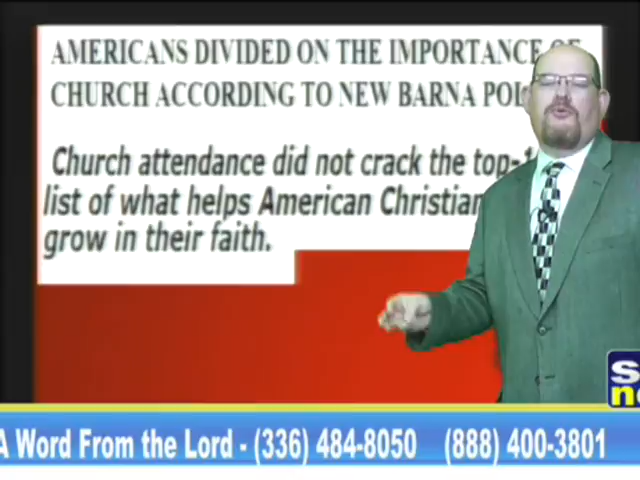 AMERICANS DIVIDED ON THE IMPORTANCE OF
CHURCH ACCORDING TO NEW BARNA
Church attendance did not crack the
list of what helps American
grow in their faith.
A Word From the Lord - (336) 484-8050 (888) 400-3801